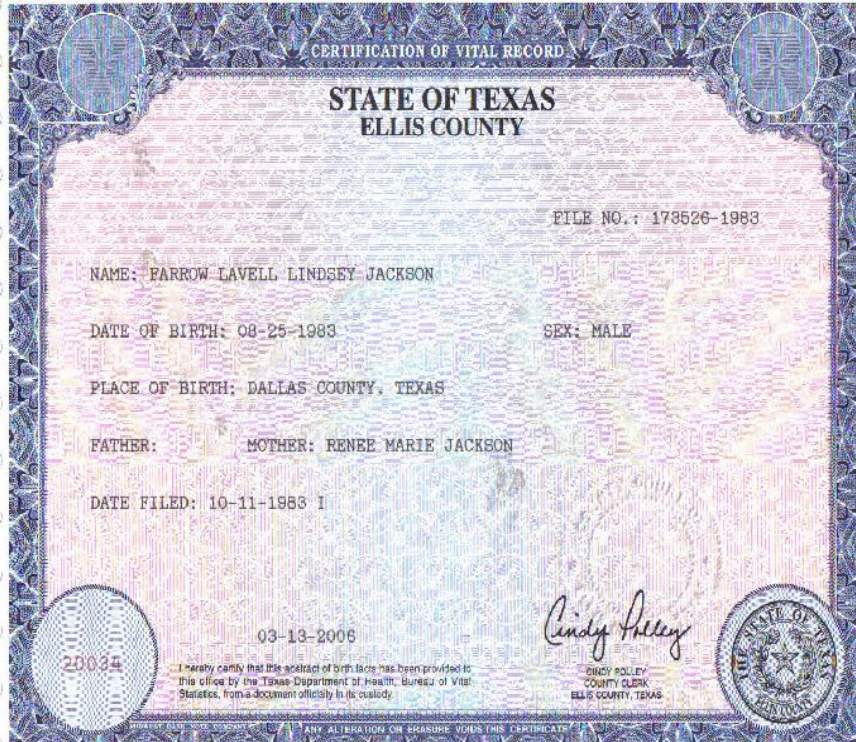 CERTIFICATION OF VITAL RECORD
STATE OF TEXAS
ELLIS COUNTY
FILE NO.: 173526-1983
NAME: FARROW LAVELL LINDSEY JACKSON
DATE OF BIRTH: 08-25-1983 SEX: MALE
PLACE OF BIRTH: DALLAS COUNTY, TEXAS
FATHER: MOTHER: RENEE MARIE JACKSON
DATE FILED: 10-11-1983 I
03-13-2006
Cindy Polley
20034
I hereby certify that this abstract of birth facts has been provided to
this office by the Texas Department of Health, Bureau of Vital
Statistics, from a document officially in its custody.
CINDY POLLEY
COUNTY CLERK
ELLIS COUNTY, TEXAS
THE STATE OF TEXAS
ANY ALTERATION OR ERASURE VOIDS THIS CERTIFICATE